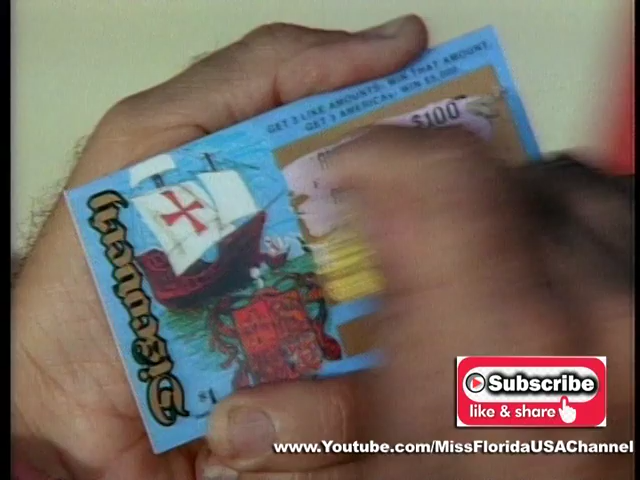 GET 3 LIKE AMOUNTS, WIN THAT AMOUNT.
GET 3 AMERICAs, WIN $5,000.
$100
Discovery
$1
Subscribe
like & share
www.Youtube.com/MissFloridaUSAChannel